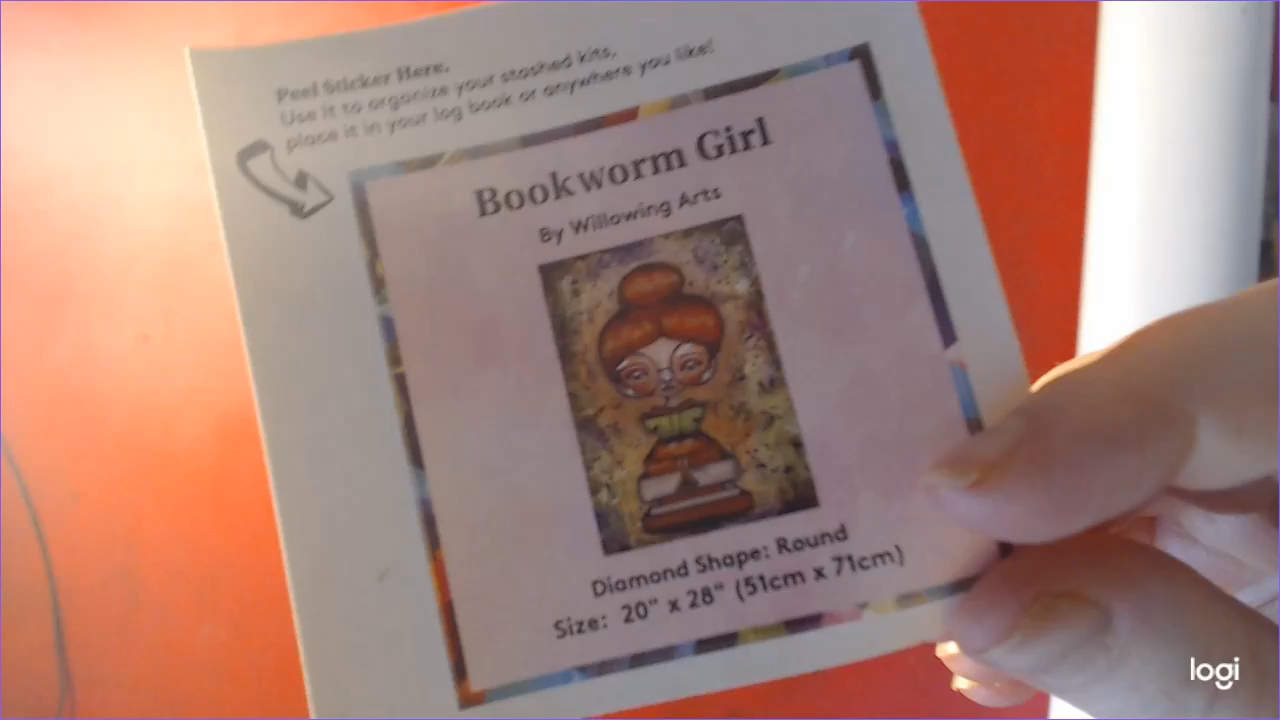 Peel Sticker Here.
Use it to organize your stashed kits,
place it in your log book or anywhere you like!
Bookworm Girl
By Willowing Arts
Diamond Shape: Round
Size: 20" x 28" (51cm x 71cm)
logi